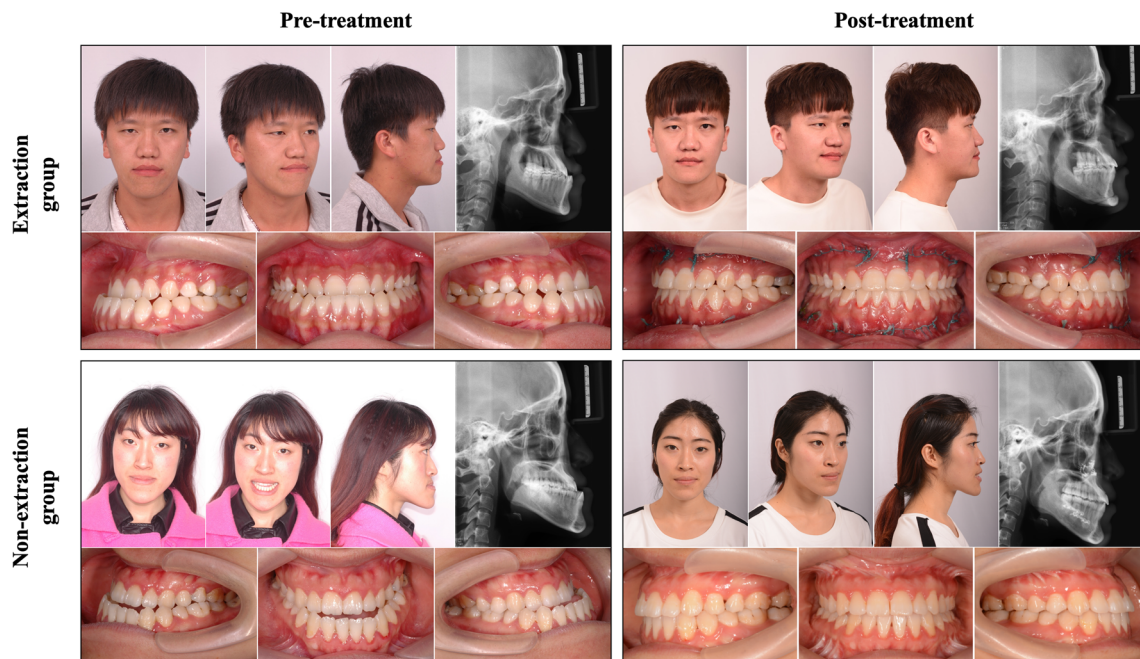 Pre-treatment
Post-treatment
Extraction
group
Non-extraction
group